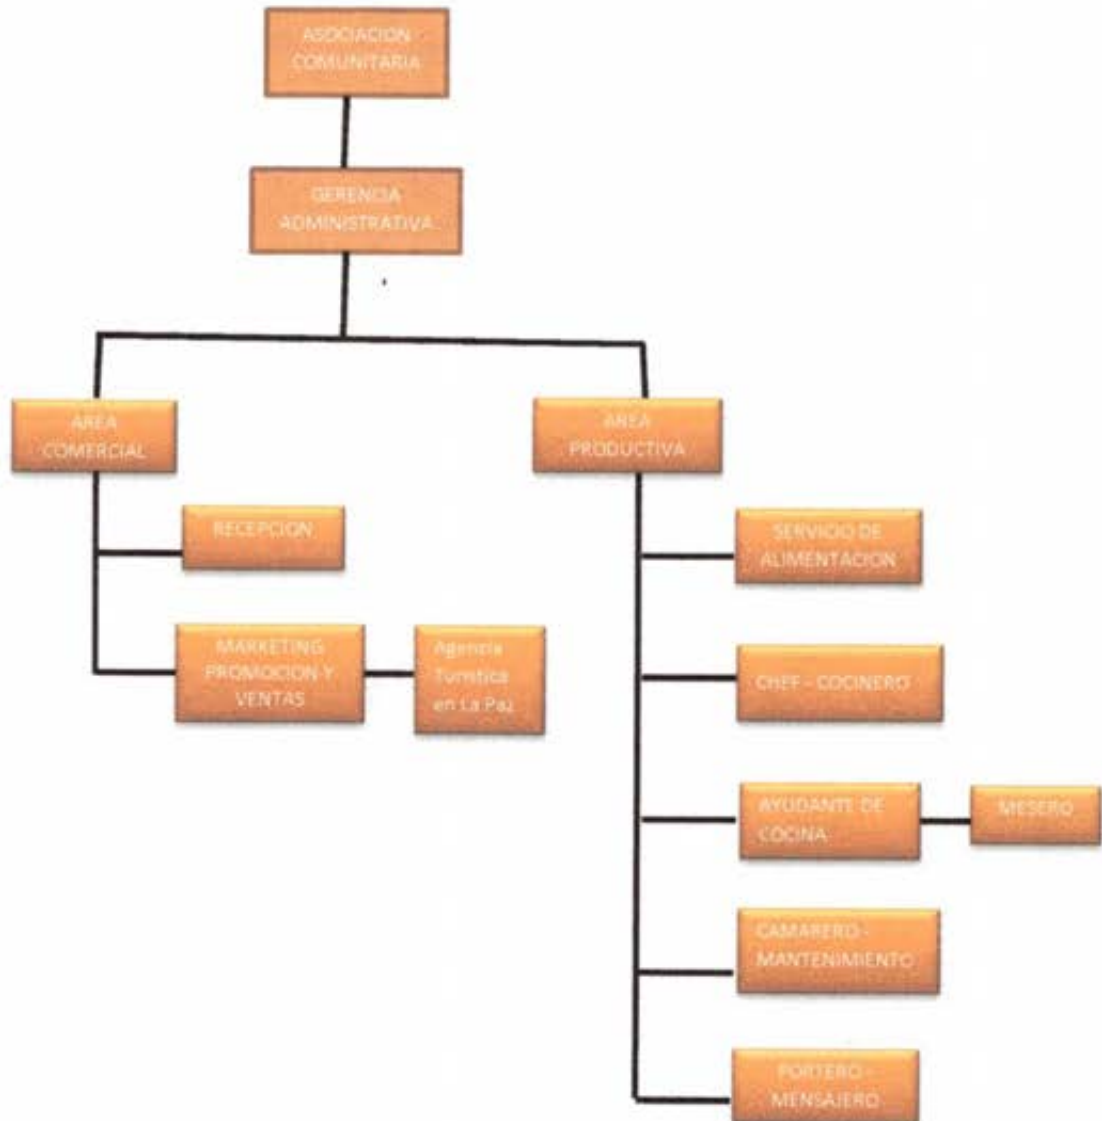 ASOCIACION
COMUNITARIA
GERENCIA
ADMINISTRATIVA
AREA
COMERCIAL
RECEPCION
MARKETING
PROMOCION Y
VENTAS
Agencia
Turistica
en La Paz
AREA
PRODUCTIVA
SERVICIO DE
ALIMENTACION
CHEF - COCINERO
AYUDANTE DE
COCINA
MESERO
CAMARERO -
MANTENIMIENTO
PORTERO -
MENSAJERO